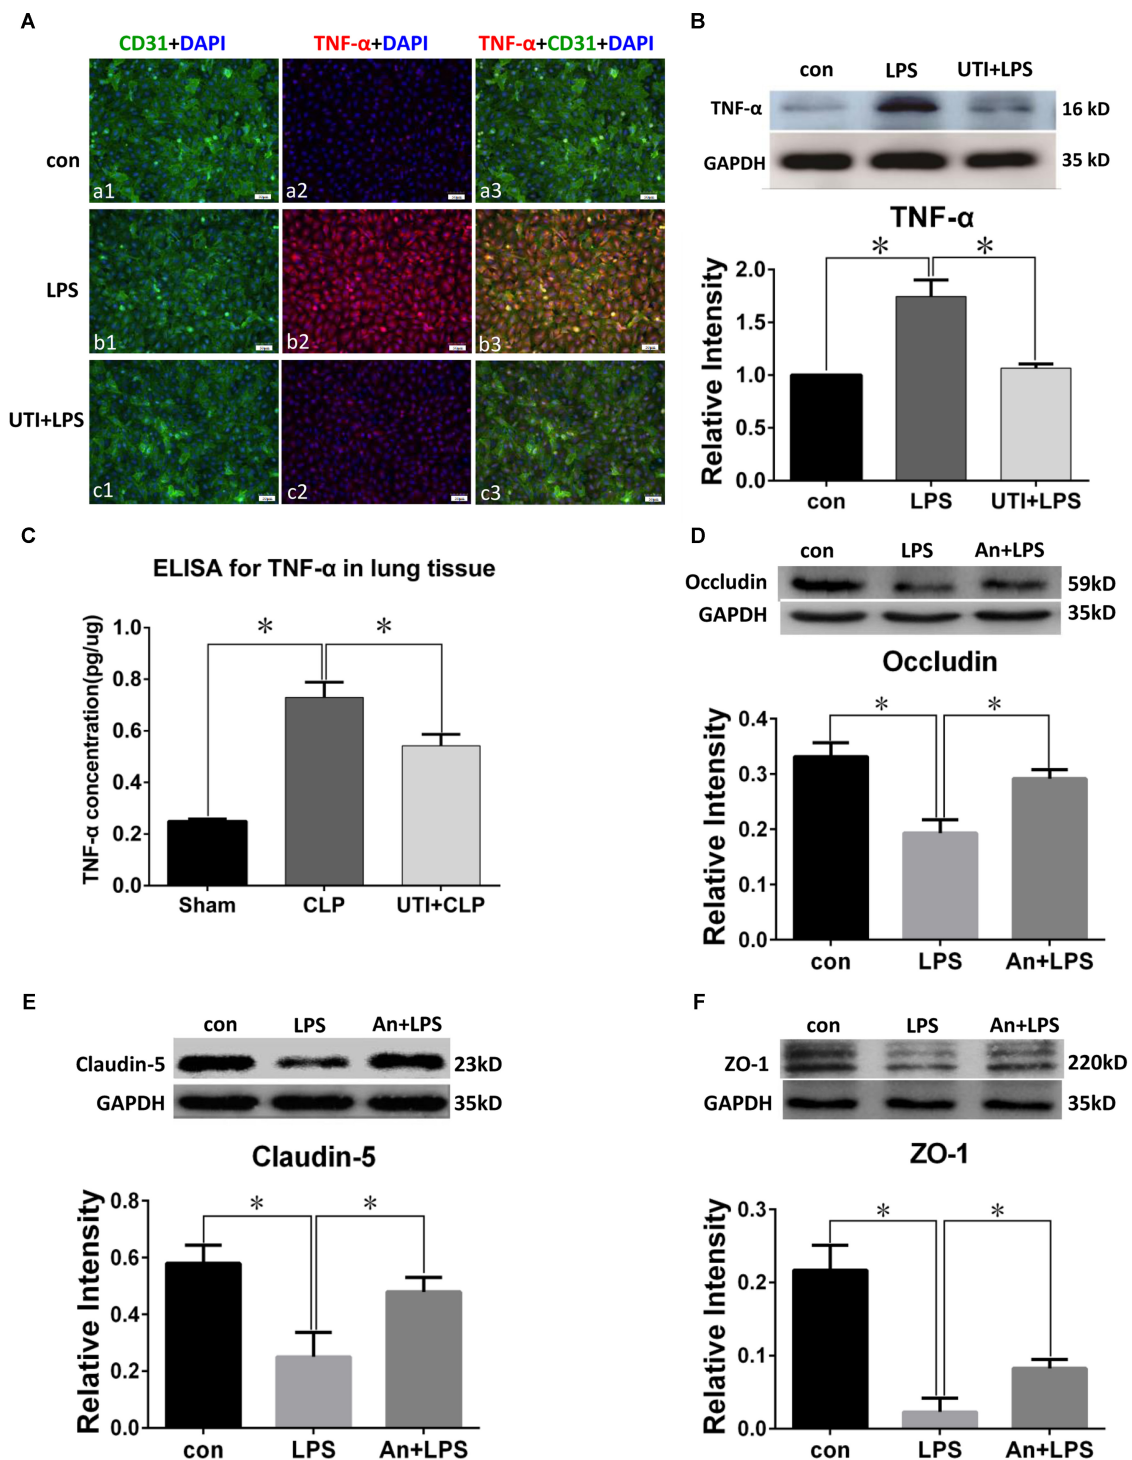 A
CD31+DAPI
TNF-α+DAPI
TNF-α+CD31+DAPI
con
a1
a2
a3
LPS
b1
b2
b3
UTI+LPS
c1
c2
c3
B
con LPS UTI+LPS
TNF-α 16 kD
GAPDH 35 kD
TNF-α
Relative Intensity
2.0
1.5
1.0
0.5
0.0
* *
con LPS UTI+LPS
C
ELISA for TNF-α in lung tissue
TNF-α concentration(pg/ug)
1.0
0.8
0.6
0.4
0.2
0.0
* *
Sham CLP UTI+CLP
D
con LPS An+LPS
Occludin 59kD
GAPDH 35kD
Occludin
Relative Intensity
0.4
0.3
0.2
0.1
0.0
* *
con LPS An+LPS
E
con LPS An+LPS
Claudin-5 23kD
GAPDH 35kD
Claudin-5
Relative Intensity
0.8
0.6
0.4
0.2
0.0
* *
con LPS An+LPS
F
con LPS An+LPS
ZO-1 220kD
GAPDH 35kD
ZO-1
Relative Intensity
0.3
0.2
0.1
0.0
* *
con LPS An+LPS